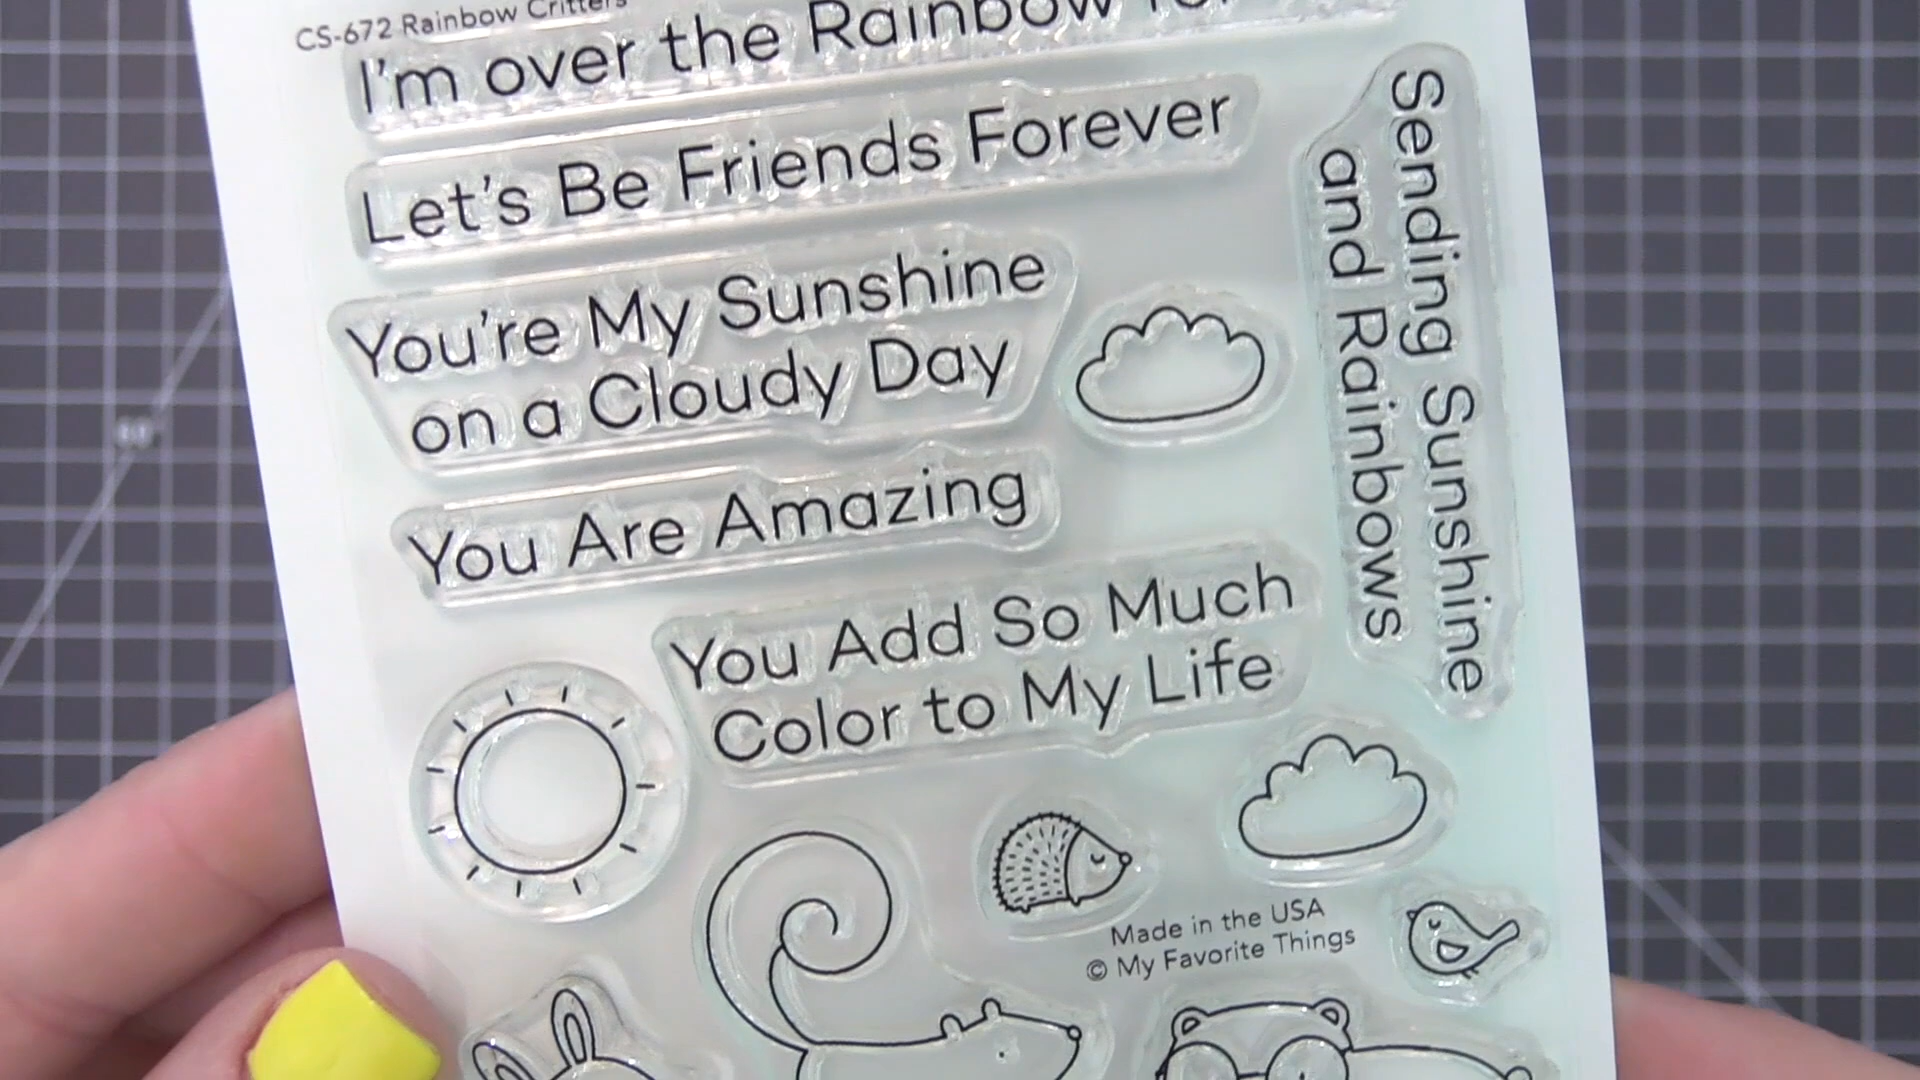 CS-672 Rainbow Critters
I'm over the Rainbow for
Let's Be Friends Forever
You're My Sunshine
on a Cloudy Day
You Are Amazing
You Add So Much
Color to My Life
Sending Sunshine
and Rainbows
Made in the USA
© My Favorite Things